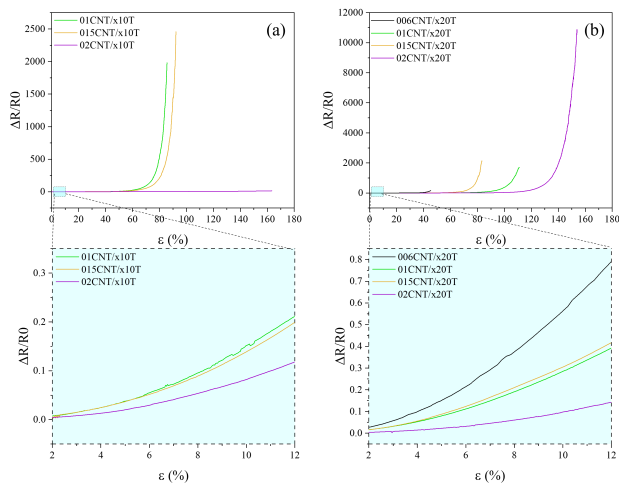 (a)
01CNT/x10T
015CNT/x10T
02CNT/x10T
ΔR/R0
2500
2000
1500
1000
500
0
0 20 40 60 80 100 120 140 160 180
ε (%)
(b)
006CNT/x20T
01CNT/x20T
015CNT/x20T
02CNT/x20T
ΔR/R0
12000
10000
8000
6000
4000
2000
0
0 20 40 60 80 100 120 140 160 180
ε (%)
01CNT/x10T
015CNT/x10T
02CNT/x10T
ΔR/R0
0.3
0.2
0.1
0.0
2 4 6 8 10 12
ε (%)
006CNT/x20T
01CNT/x20T
015CNT/x20T
02CNT/x20T
ΔR/R0
0.8
0.7
0.6
0.5
0.4
0.3
0.2
0.1
0.0
2 4 6 8 10 12
ε (%)